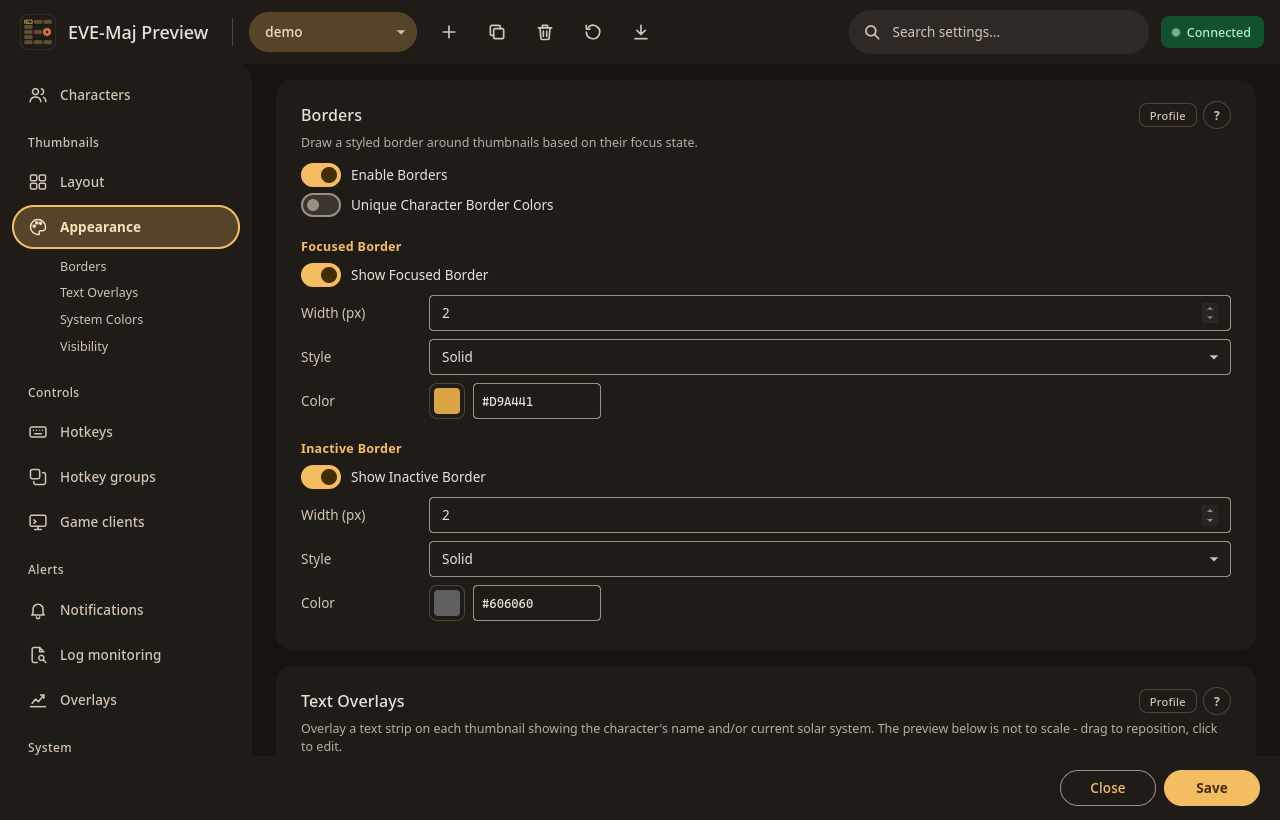 EVE-Maj Preview
demo
Search settings...
Connected
Characters
Thumbnails
Layout
Appearance
Borders
Text Overlays
System Colors
Visibility
Controls
Hotkeys
Hotkey groups
Game clients
Alerts
Notifications
Log monitoring
Overlays
System
Borders
Profile
?
Draw a styled border around thumbnails based on their focus state.
Enable Borders
Unique Character Border Colors
Focused Border
Show Focused Border
Width (px)
2
Style
Solid
Color
#D9A441
Inactive Border
Show Inactive Border
Width (px)
2
Style
Solid
Color
#606060
Text Overlays
Profile
?
Overlay a text strip on each thumbnail showing the character's name and/or current solar system. The preview below is not to scale - drag to reposition, click
to edit.
Close
Save